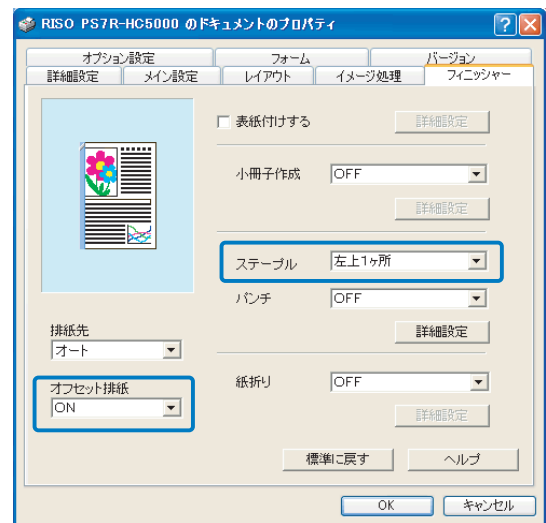 RISO PS7R-HC5000 のドキュメントのプロパティ
オプション設定 フォーム バージョン
詳細設定 メイン設定 レイアウト イメージ処理 フィニッシャー
表紙付けする 詳細設定
小冊子作成 OFF
詳細設定
ステープル 左上1ヶ所
パンチ OFF
詳細設定
排紙先
オート
オフセット排紙
ON
紙折り OFF
詳細設定
標準に戻す ヘルプ
OK キャンセル